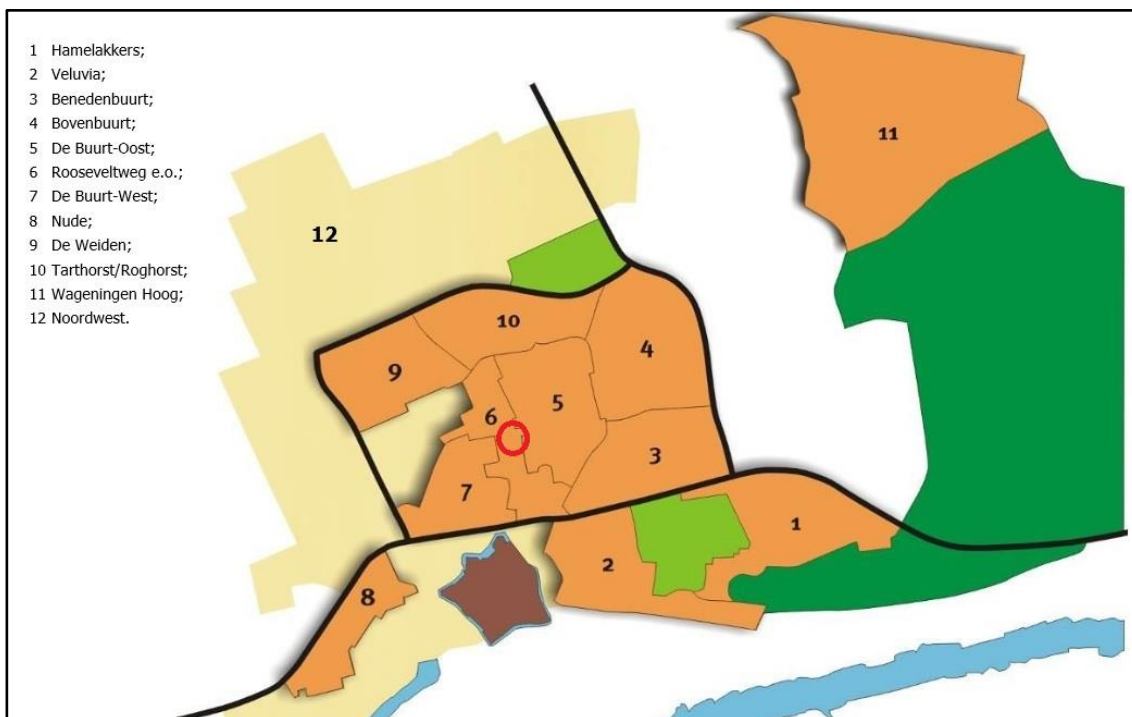 1 Hamelakkers;
2 Veluvia;
3 Benedenbuurt;
4 Bovenbuurt;
5 De Buurt-Oost;
6 Rooseveltweg e.o.;
7 De Buurt-West;
8 Nude;
9 De Weiden;
10 Tarthorst/Roghorst;
11 Wageningen Hoog;
12 Noordwest.
11
12
10
4
9
5
6
3
7
1
2
8